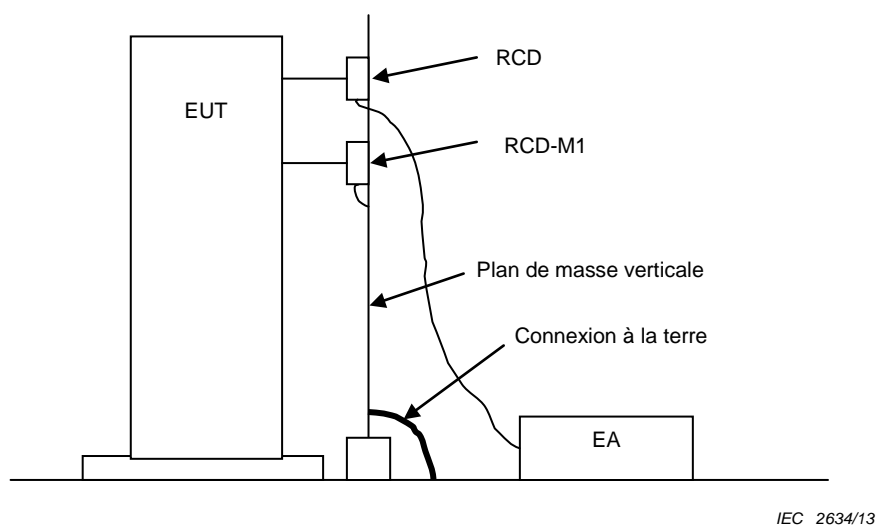 RCD
EUT
RCD-M1
Plan de masse verticale
Connexion à la terre
EA
IEC 2634/13